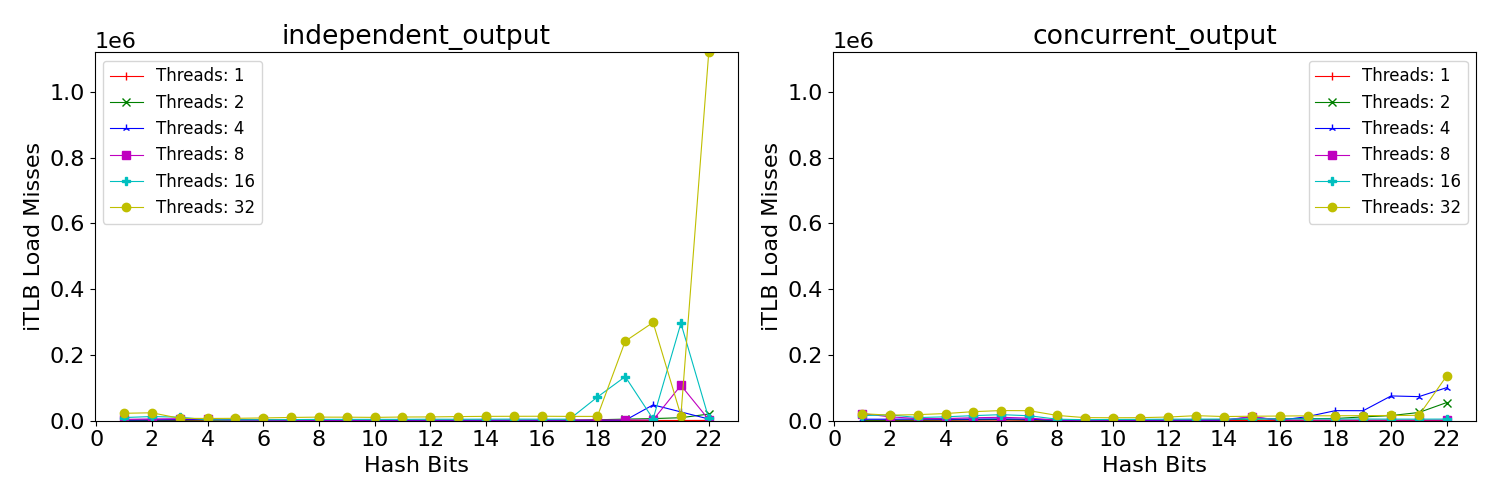 independent_output
1e6
iTLB Load Misses
1.0
0.8
0.6
0.4
0.2
0.0
Threads: 1
Threads: 2
Threads: 4
Threads: 8
Threads: 16
Threads: 32
0 2 4 6 8 10 12 14 16 18 20 22
Hash Bits
concurrent_output
1e6
iTLB Load Misses
1.0
0.8
0.6
0.4
0.2
0.0
Threads: 1
Threads: 2
Threads: 4
Threads: 8
Threads: 16
Threads: 32
0 2 4 6 8 10 12 14 16 18 20 22
Hash Bits